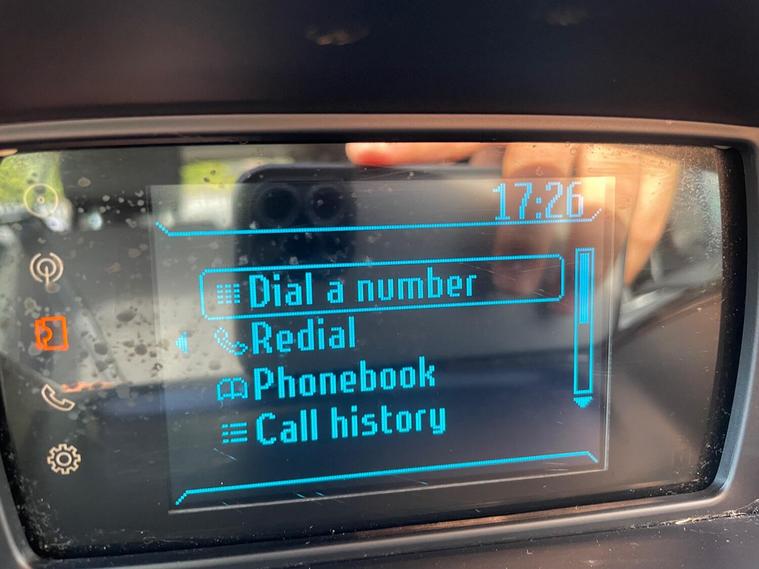 17:26
Dial a number
Redial
Phonebook
Call history